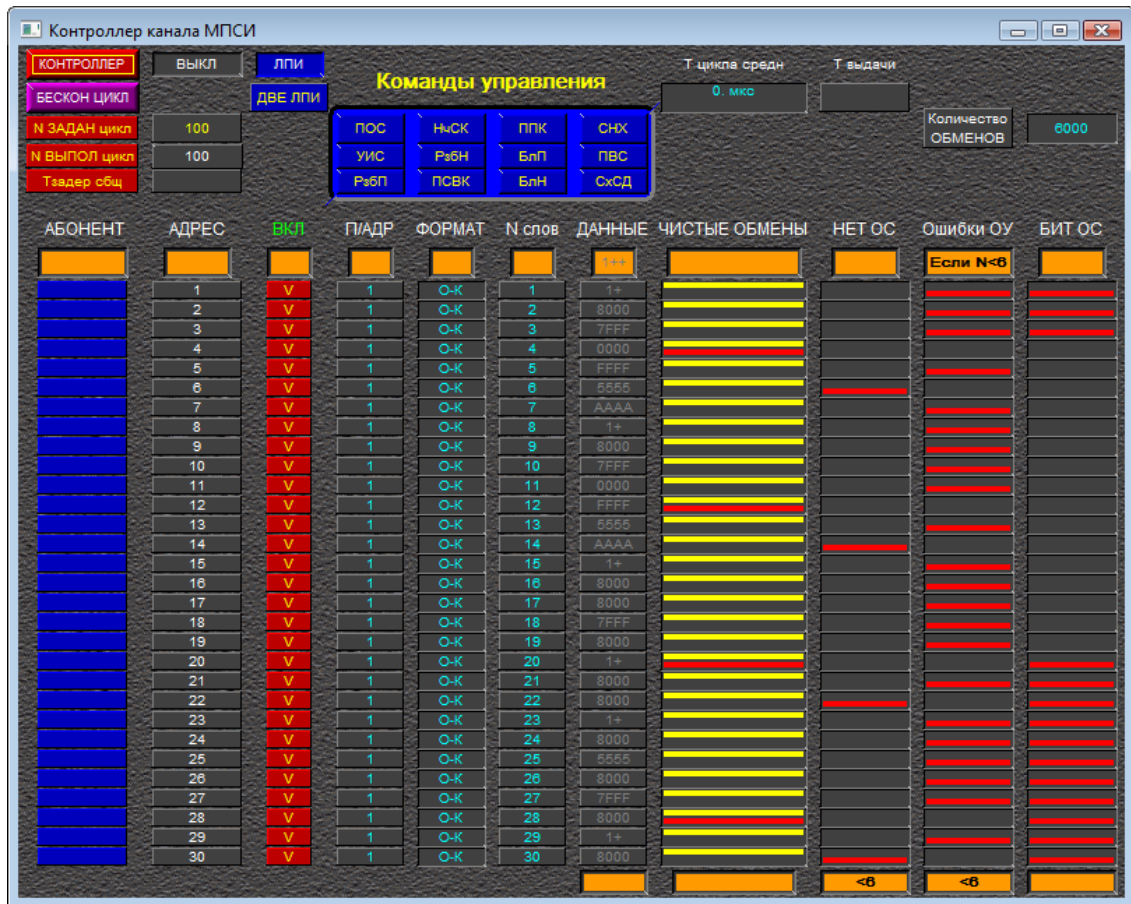 Контроллер канала МПСИ
КОНТРОЛЛЕР ВЫКЛ ЛПИ Т цикла средн Т выдачи
Команды управления
БЕСКОН ЦИКЛ ДВЕ ЛПИ 0. мкс
N ЗАДАН цикл 100 ПОС НчСК ППК СНХ Количество ОБМЕНОВ 6000
N ВЫПОЛ цикл 100 УИС РзбН БлП ПВС
Тзадер сбщ РзбП ПСВК БлН СхСД
АБОНЕНТ АДРЕС ВКЛ П/АДР ФОРМАТ N слов ДАННЫЕ ЧИСТЫЕ ОБМЕНЫ НЕТ ОС Ошибки ОУ БИТ ОС
1++ Если N<6
1 V 1 О-К 1 1+
2 V 1 О-К 2 8000
3 V 1 О-К 3 7FFF
4 V 1 О-К 4 0000
5 V 1 О-К 5 FFFF
6 V 1 О-К 6 5555
7 V 1 О-К 7 AAAA
8 V 1 О-К 8 1+
9 V 1 О-К 9 8000
10 V 1 О-К 10 7FFF
11 V 1 О-К 11 0000
12 V 1 О-К 12 FFFF
13 V 1 О-К 13 5555
14 V 1 О-К 14 AAAA
15 V 1 О-К 15 1+
16 V 1 О-К 16 8000
17 V 1 О-К 17 8000
18 V 1 О-К 18 7FFF
19 V 1 О-К 19 8000
20 V 1 О-К 20 1+
21 V 1 О-К 21 8000
22 V 1 О-К 22 8000
23 V 1 О-К 23 1+
24 V 1 О-К 24 8000
25 V 1 О-К 25 5555
26 V 1 О-К 26 8000
27 V 1 О-К 27 7FFF
28 V 1 О-К 28 8000
29 V 1 О-К 29 1+
30 V 1 О-К 30 8000
<6 <6